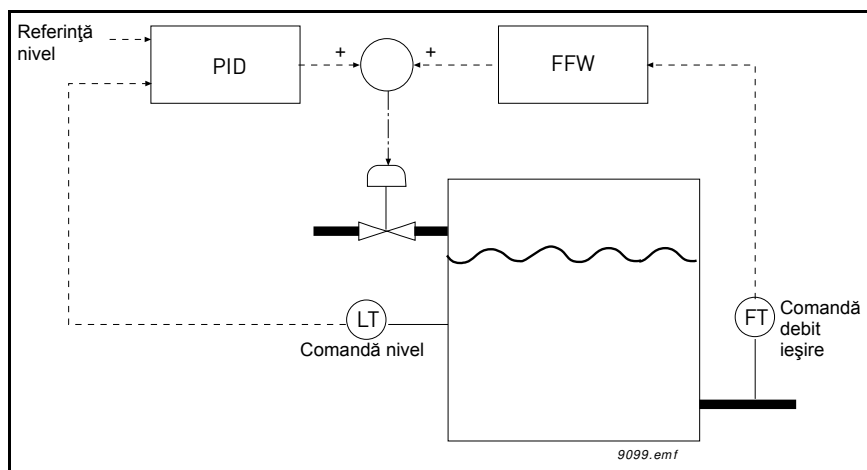 Referinţă
nivel
PID
+
+
FFW
LT
Comandă nivel
FT
Comandă
debit
ieşire
9099.emf